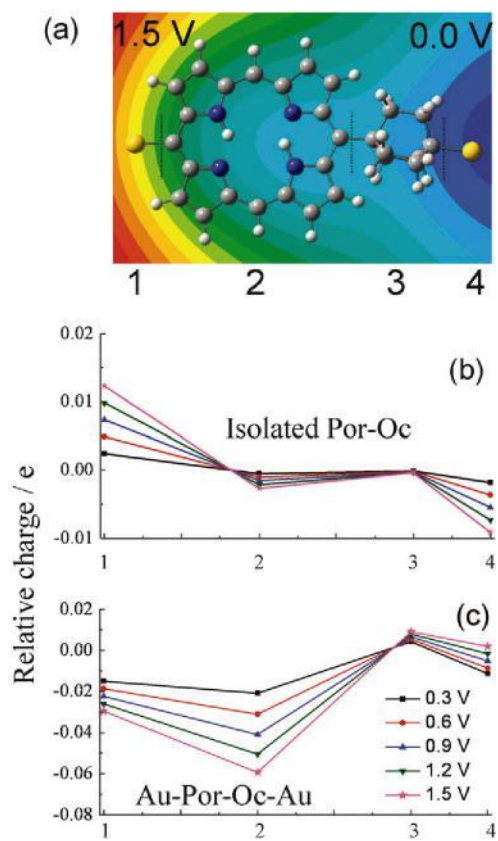 (a)
1.5 V
0.0 V
1 2 3 4
Relative charge / e
(b)
Isolated Por-Oc
0.02
0.01
0.00
-0.01
1 2 3 4
(c)
Au-Por-Oc-Au
0.02
0.00
-0.02
-0.04
-0.06
-0.08
0.3 V
0.6 V
0.9 V
1.2 V
1.5 V
1 2 3 4